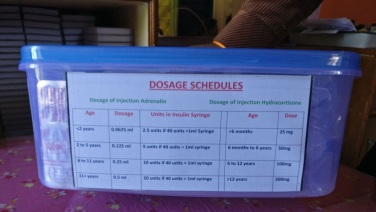 DOSAGE SCHEDULES
Dosage of Injection Adrenalin Dosage of Injection Hydrocortisone
Age Dosage Units in Insulin Syringe Age Dose
<2 years 0.0625 ml 2.5 units if 40 units =1ml Syringe <6 months 25 mg
2 to 5 years 0.125 ml 5 units if 40 units =1ml syringe 6 months to 6 years 50mg
6 to 11 years 0.25 ml 10 units if 40 units =1ml syringe 6 to 12 years 100mg
11+ years 0.5 ml 20 units if 40 units =1ml syringe >12 years 200mg